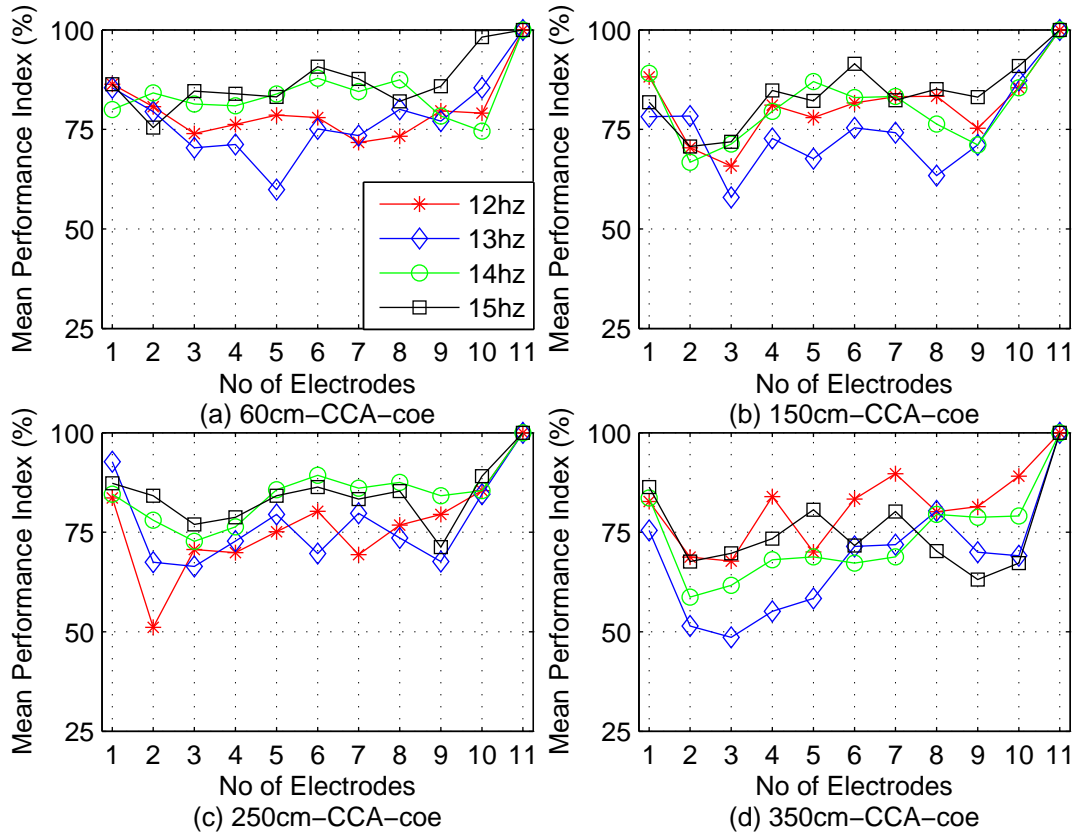 Mean Performance Index (%)
100
75
50
25
1 2 3 4 5 6 7 8 9 10 11
No of Electrodes
(a) 60cm−CCA−coe
12hz
13hz
14hz
15hz
Mean Performance Index (%)
100
75
50
25
1 2 3 4 5 6 7 8 9 10 11
No of Electrodes
(b) 150cm−CCA−coe
Mean Performance Index (%)
100
75
50
25
1 2 3 4 5 6 7 8 9 10 11
No of Electrodes
(c) 250cm−CCA−coe
Mean Performance Index (%)
100
75
50
25
1 2 3 4 5 6 7 8 9 10 11
No of Electrodes
(d) 350cm−CCA−coe